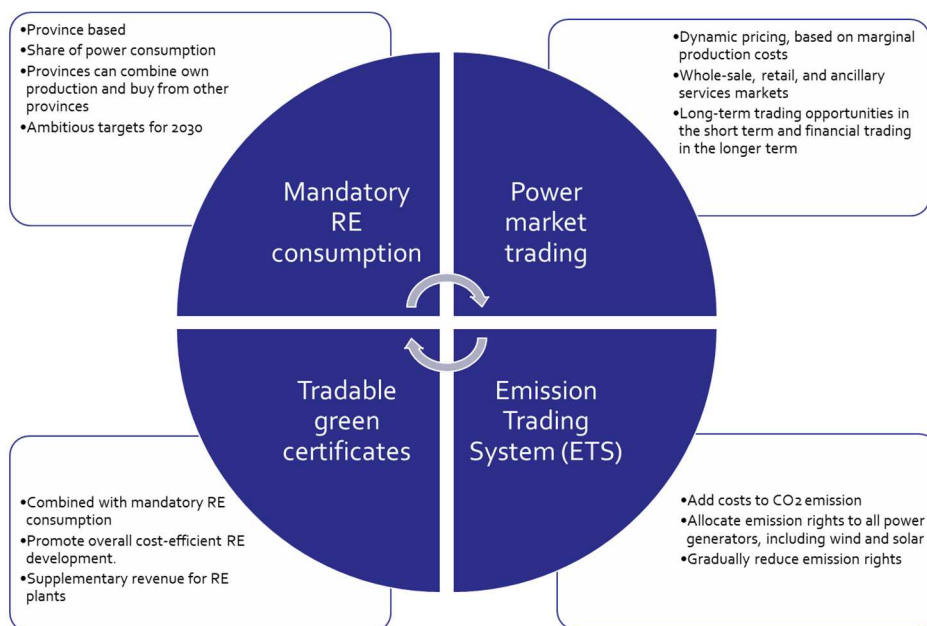 •Province based
•Share of power consumption
•Provinces can combine own
production and buy from other
provinces
•Ambitious targets for 2030
•Dynamic pricing, based on marginal
production costs
•Whole-sale, retail, and ancillary
services markets
•Long-term trading opportunities in
the short term and financial trading
in the longer term
Mandatory
RE
consumption
Power
market
trading
Tradable
green
certificates
Emission
Trading
System (ETS)
•Combined with mandatory RE
consumption
•Promote overall cost-efficient RE
development.
•Supplementary revenue for RE
plants
•Add costs to CO2 emission
•Allocate emission rights to all power
generators, including wind and solar
•Gradually reduce emission rights